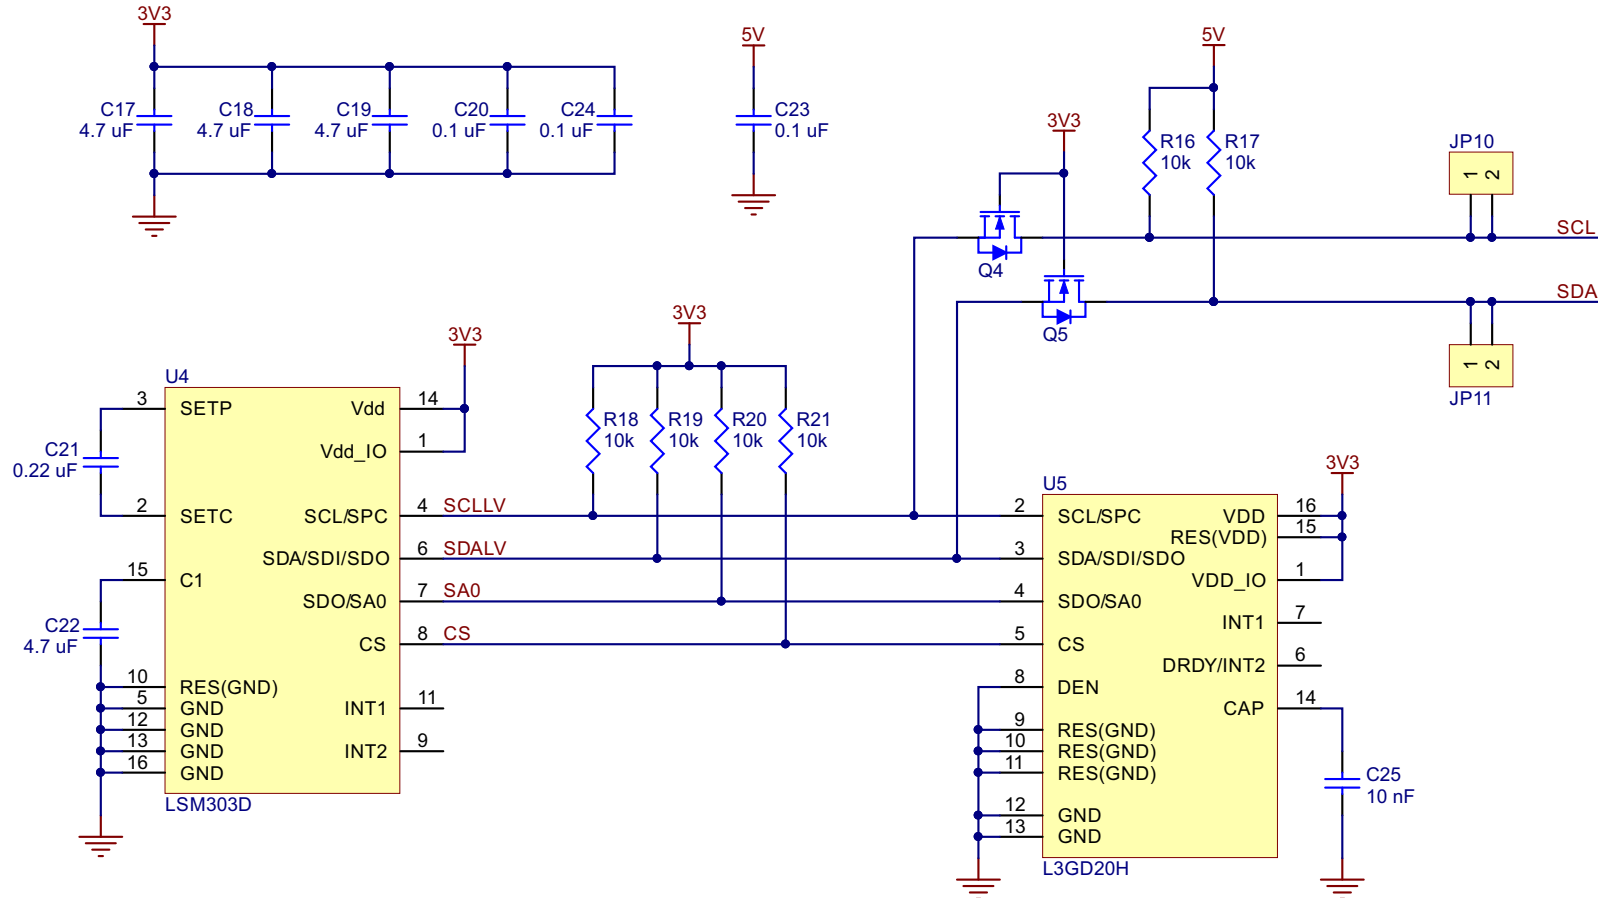 3V3
C17
4.7 uF
C18
4.7 uF
C19
4.7 uF
C20
0.1 uF
C24
0.1 uF
5V
C23
0.1 uF
5V
3V3
R16
10k
R17
10k
JP10
1 2
SCL
Q4
SDA
Q5
1 2
JP11
3V3
R18
10k
R19
10k
R20
10k
R21
10k
3V3
U4
3 SETP
Vdd 14
C21
0.22 uF
Vdd_IO 1
2 SETC
SCL/SPC 4 SCLLV
SDA/SDI/SDO 6 SDALV
15 C1
SDO/SA0 7 SA0
C22
4.7 uF
CS 8 CS
10 RES(GND)
5 GND
INT1 11
12 GND
13 GND
INT2 9
16 GND
LSM303D
3V3
U5
2 SCL/SPC
VDD 16
RES(VDD) 15
3 SDA/SDI/SDO
VDD_IO 1
4 SDO/SA0
INT1 7
5 CS
DRDY/INT2 6
8 DEN
CAP 14
9 RES(GND)
10 RES(GND)
11 RES(GND)
C25
10 nF
12 GND
13 GND
L3GD20H